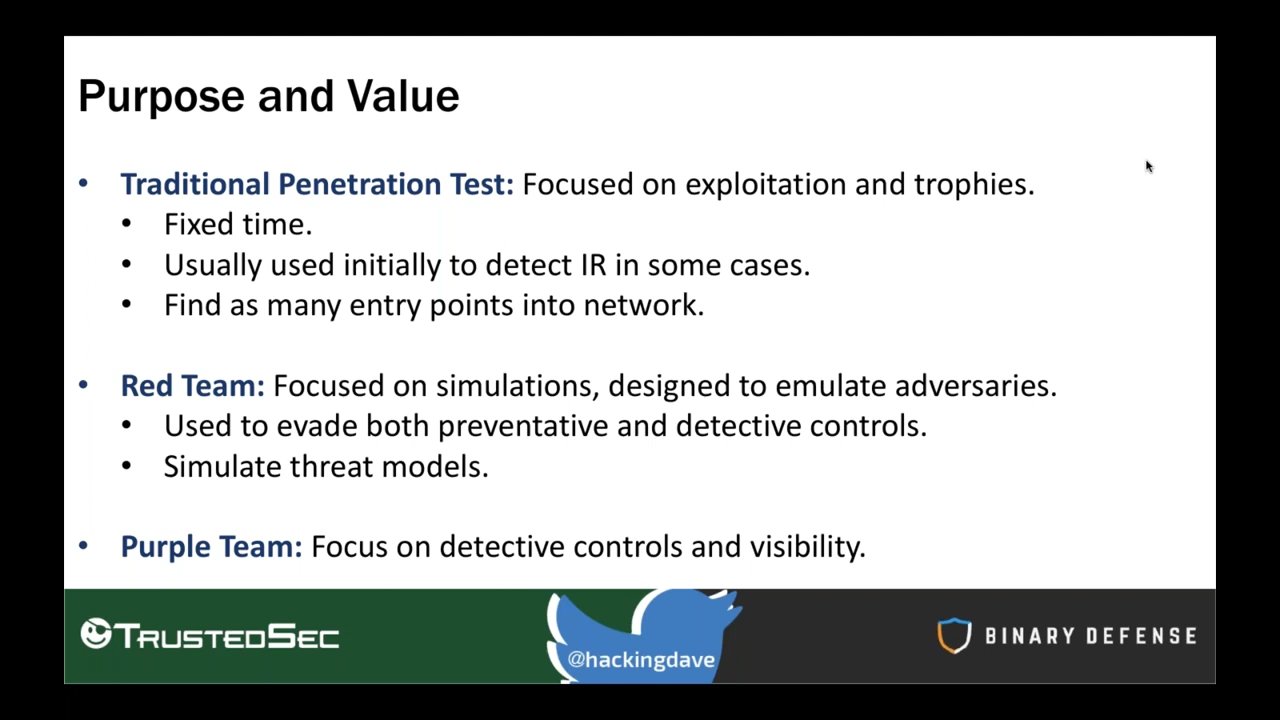 Purpose and Value
• Traditional Penetration Test: Focused on exploitation and trophies.
• Fixed time.
• Usually used initially to detect IR in some cases.
• Find as many entry points into network.
• Red Team: Focused on simulations, designed to emulate adversaries.
• Used to evade both preventative and detective controls.
• Simulate threat models.
• Purple Team: Focus on detective controls and visibility.
TRUSTEDSEC
@hackingdave
BINARY DEFENSE